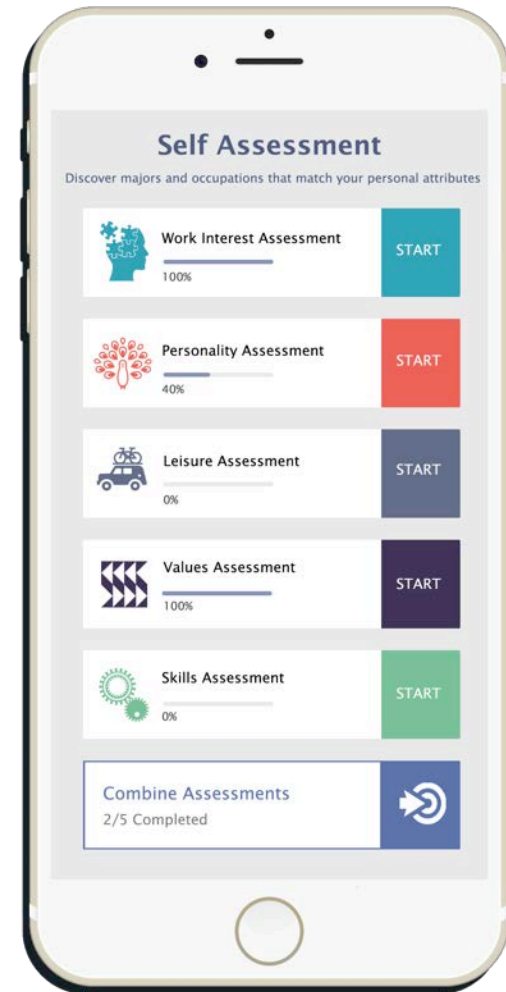 Self Assessment
Discover majors and occupations that match your personal attributes
Work Interest Assessment
100%
START
Personality Assessment
40%
START
Leisure Assessment
0%
START
Values Assessment
100%
START
Skills Assessment
0%
START
Combine Assessments
2/5 Completed